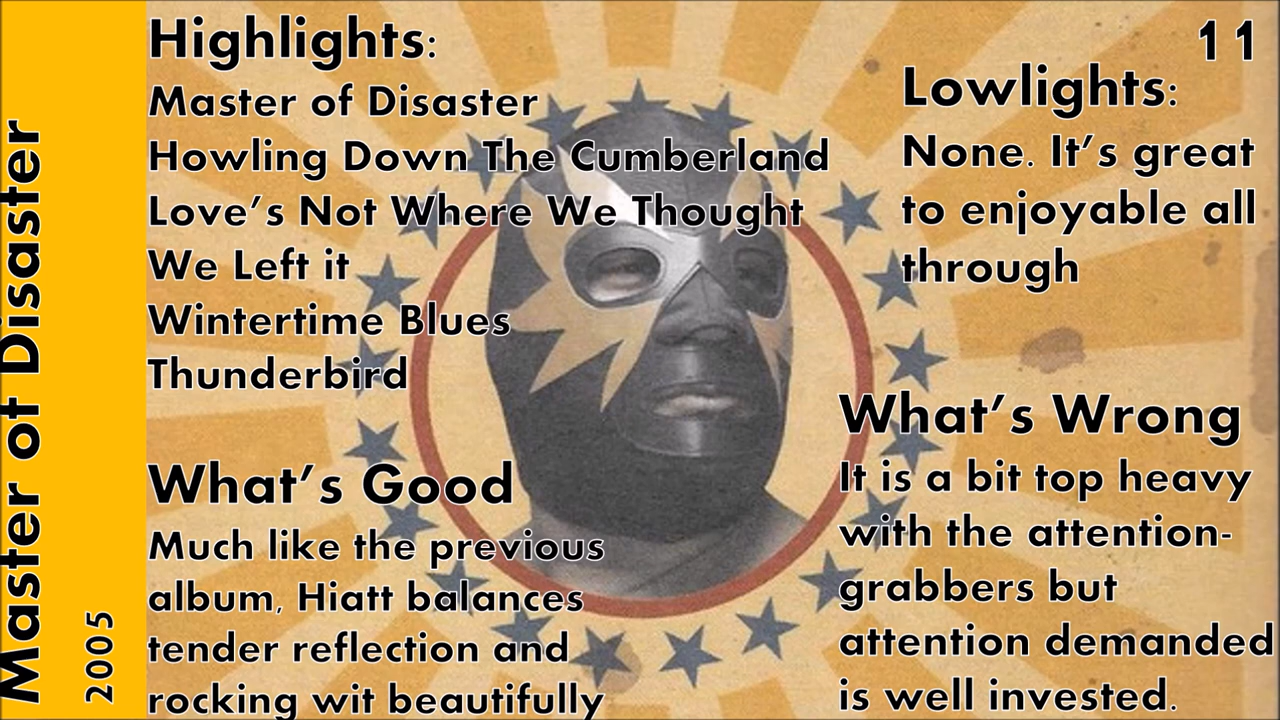 Master of Disaster
2005
Highlights:
Master of Disaster
Howling Down The Cumberland
Love's Not Where We Thought
We Left it
Wintertime Blues
Thunderbird
What's Good
Much like the previous
album, Hiatt balances
tender reflection and
rocking wit beautifully
11
Lowlights:
None. It's great
to enjoyable all
through
What's Wrong
It is a bit top heavy
with the attention-
grabbers but
attention demanded
is well invested.